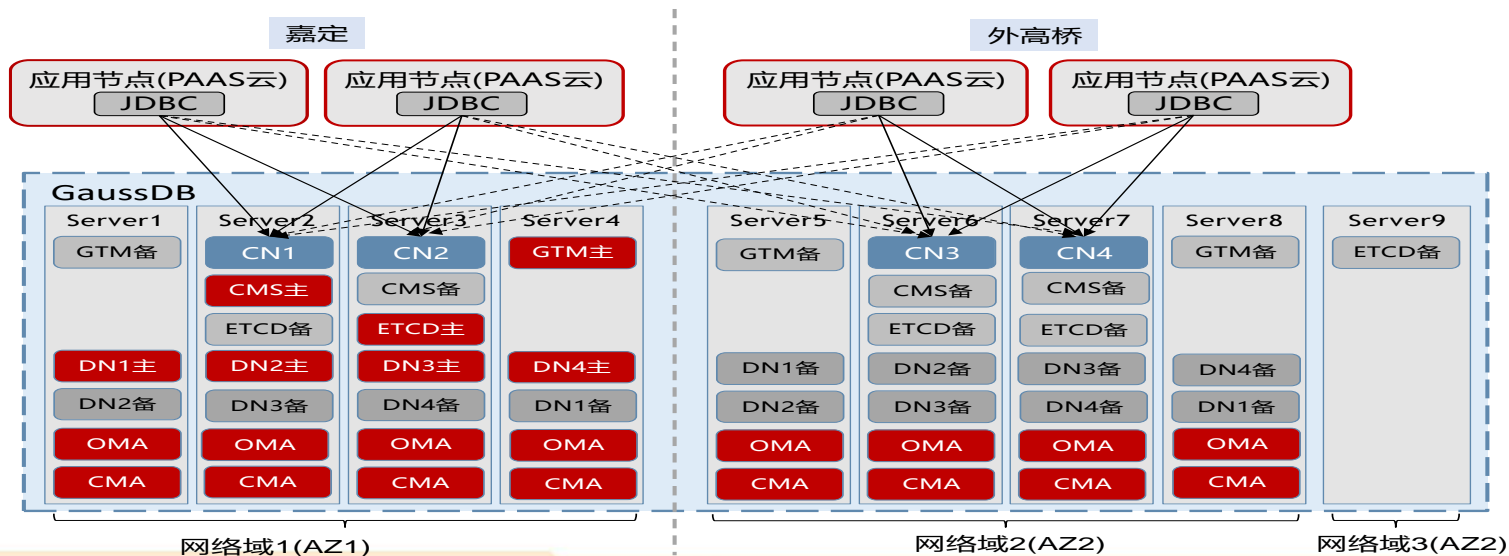 嘉定
外高桥
应用节点(PAAS云)
JDBC
应用节点(PAAS云)
JDBC
应用节点(PAAS云)
JDBC
应用节点(PAAS云)
JDBC
GaussDB
Server1
GTM备
DN1主
DN2备
OMA
CMA
Server2
CN1
CMS主
ETCD备
DN2主
DN3备
OMA
CMA
Server3
CN2
CMS备
ETCD主
DN3主
DN4备
OMA
CMA
Server4
GTM主
DN4主
DN1备
OMA
CMA
Server5
GTM备
DN1备
DN2备
OMA
CMA
Server6
CN3
CMS备
ETCD备
DN2备
DN3备
OMA
CMA
Server7
CN4
CMS备
ETCD备
DN3备
DN4备
OMA
CMA
Server8
GTM备
DN4备
DN1备
OMA
CMA
Server9
ETCD备
网络域1(AZ1)
网络域2(AZ2)
网络域3(AZ2)